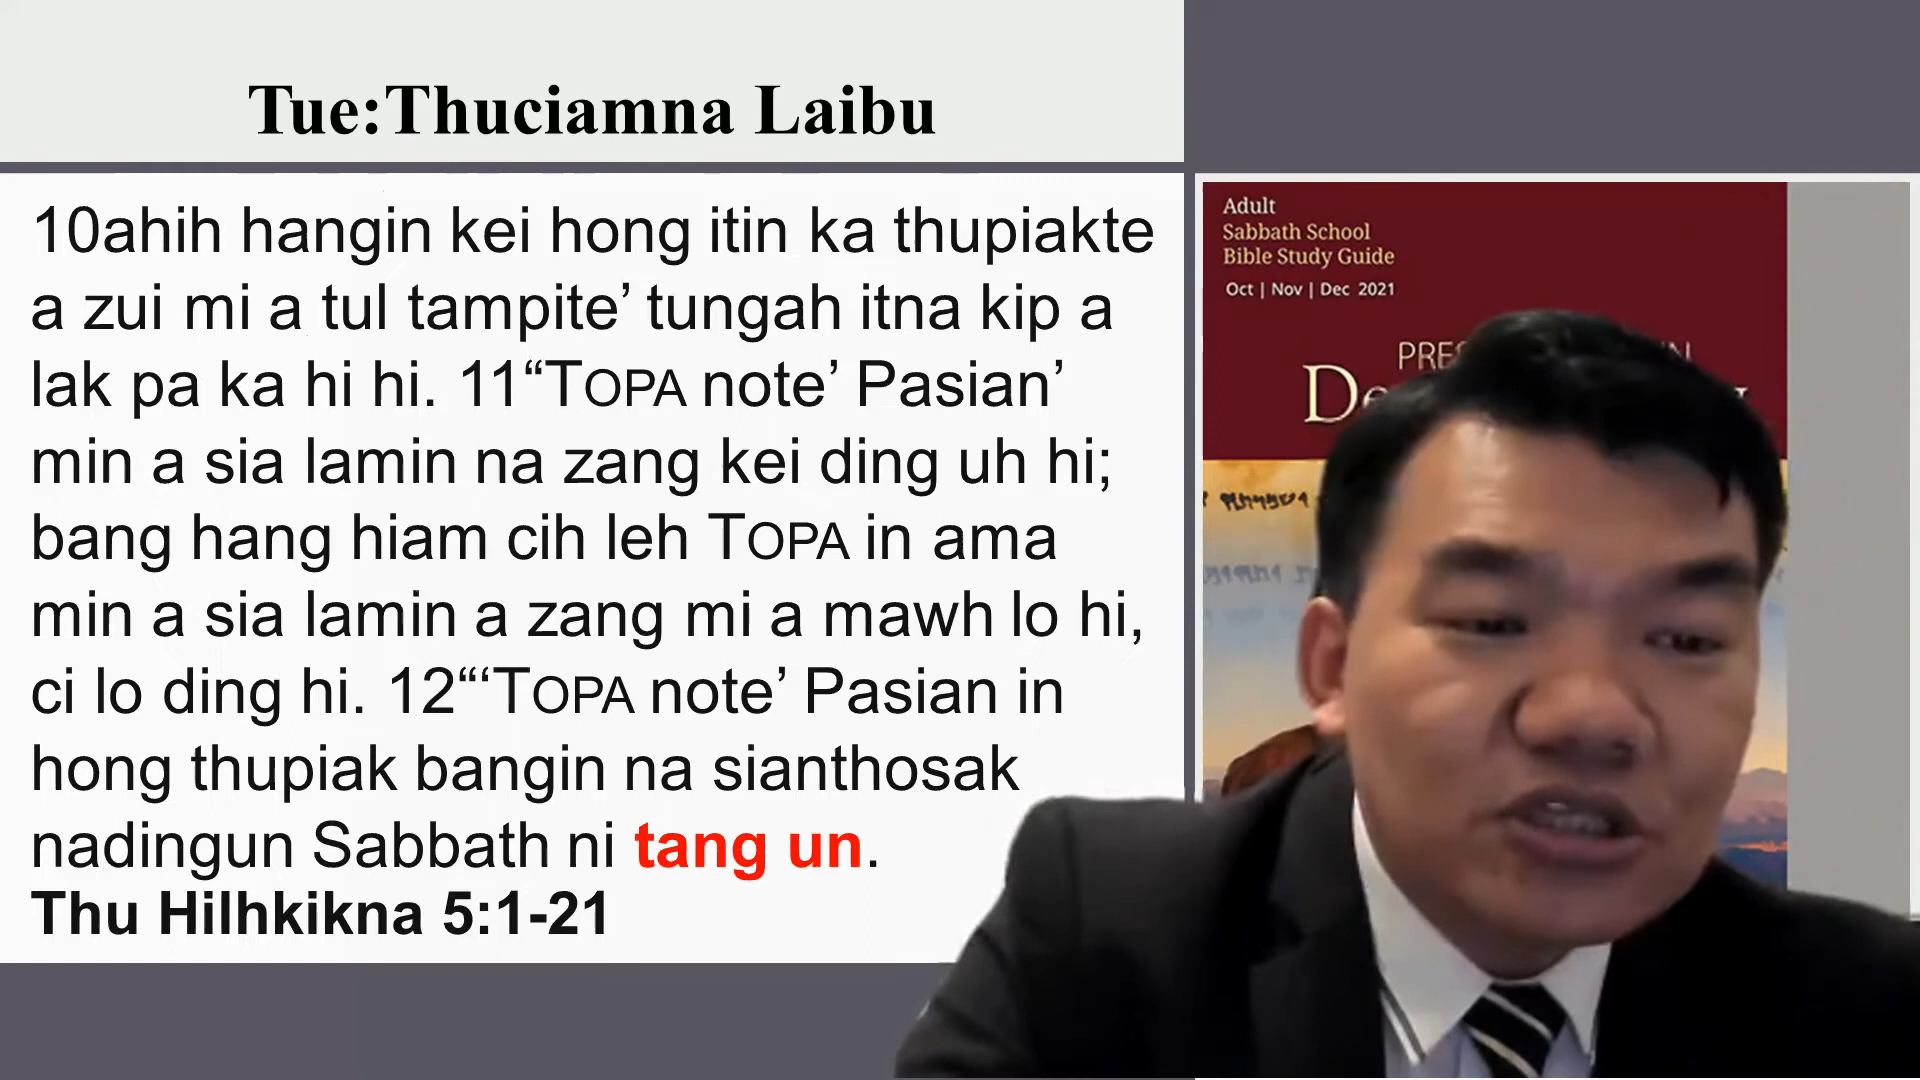 Tue:Thuciamna Laibu
10ahih hangin kei hong itin ka thupiakte
a zui mi a tul tampite’ tungah itna kip a
lak pa ka hi hi. 11“TOPA note’ Pasian’
min a sia lamin na zang kei ding uh hi;
bang hang hiam cih leh TOPA in ama
min a sia lamin a zang mi a mawh lo hi,
ci lo ding hi. 12“‘TOPA note’ Pasian in
hong thupiak bangin na sianthosak
nadingun Sabbath ni tang un.
Thu Hilhkikna 5:1-21
Adult
Sabbath School
Bible Study Guide
Oct | Nov | Dec 2021